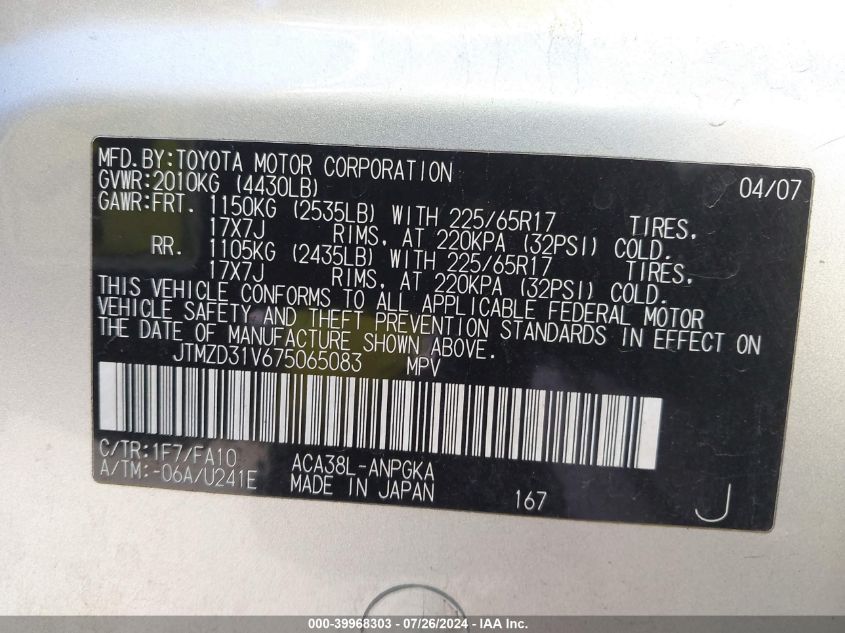 MFD.BY:TOYOTA MOTOR CORPORATION 04/07
GVWR:2010KG (4430LB)
GAWR:FRT. 1150KG (2535LB) WITH 225/65R17 TIRES,
17X7J RIMS, AT 220KPA (32PSI) COLD.
RR. 1105KG (2435LB) WITH 225/65R17 TIRES,
17X7J RIMS, AT 220KPA (32PSI) COLD.
THIS VEHICLE CONFORMS TO ALL APPLICABLE FEDERAL MOTOR
VEHICLE SAFETY AND THEFT PREVENTION STANDARDS IN EFFECT ON
THE DATE OF MANUFACTURE SHOWN ABOVE.
JTMZD31V675065083 MPV
C/TR:1F7/FA10 ACA38L-ANPGKA
A/TM:-06A/U241E MADE IN JAPAN 167 J
000-39968303 - 07/26/2024 - IAA Inc.